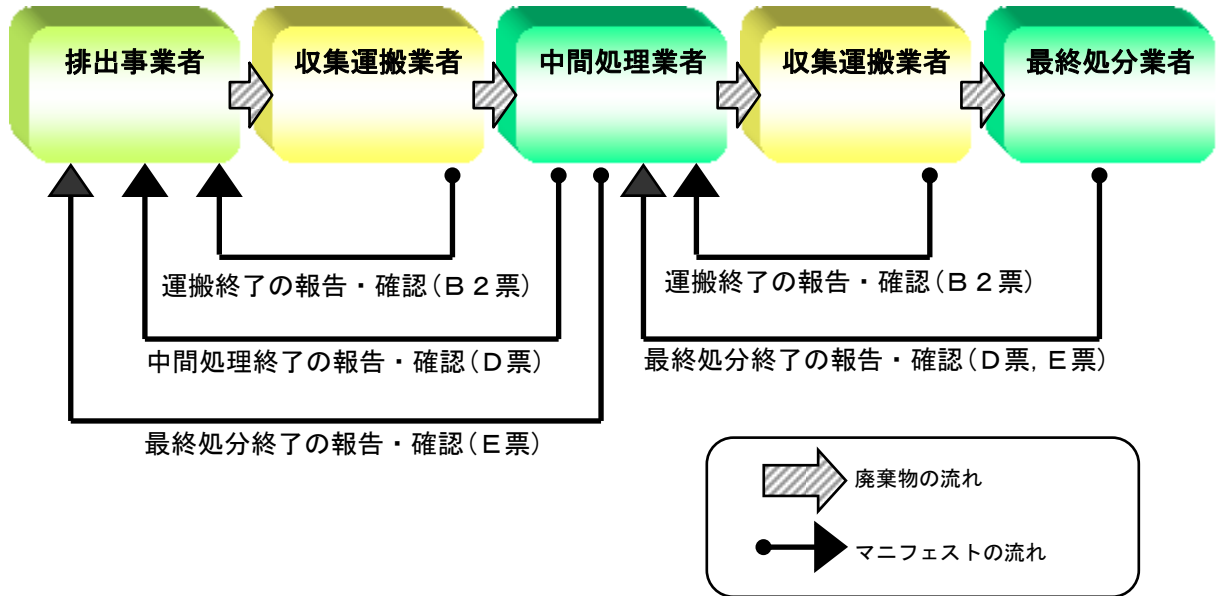 排出事業者
収集運搬業者
中間処理業者
収集運搬業者
最終処分業者
運搬終了の報告・確認(B2票)
運搬終了の報告・確認(B2票)
中間処理終了の報告・確認(D票)
最終処分終了の報告・確認(D票,E票)
最終処分終了の報告・確認(E票)
廃棄物の流れ
マニフェストの流れ